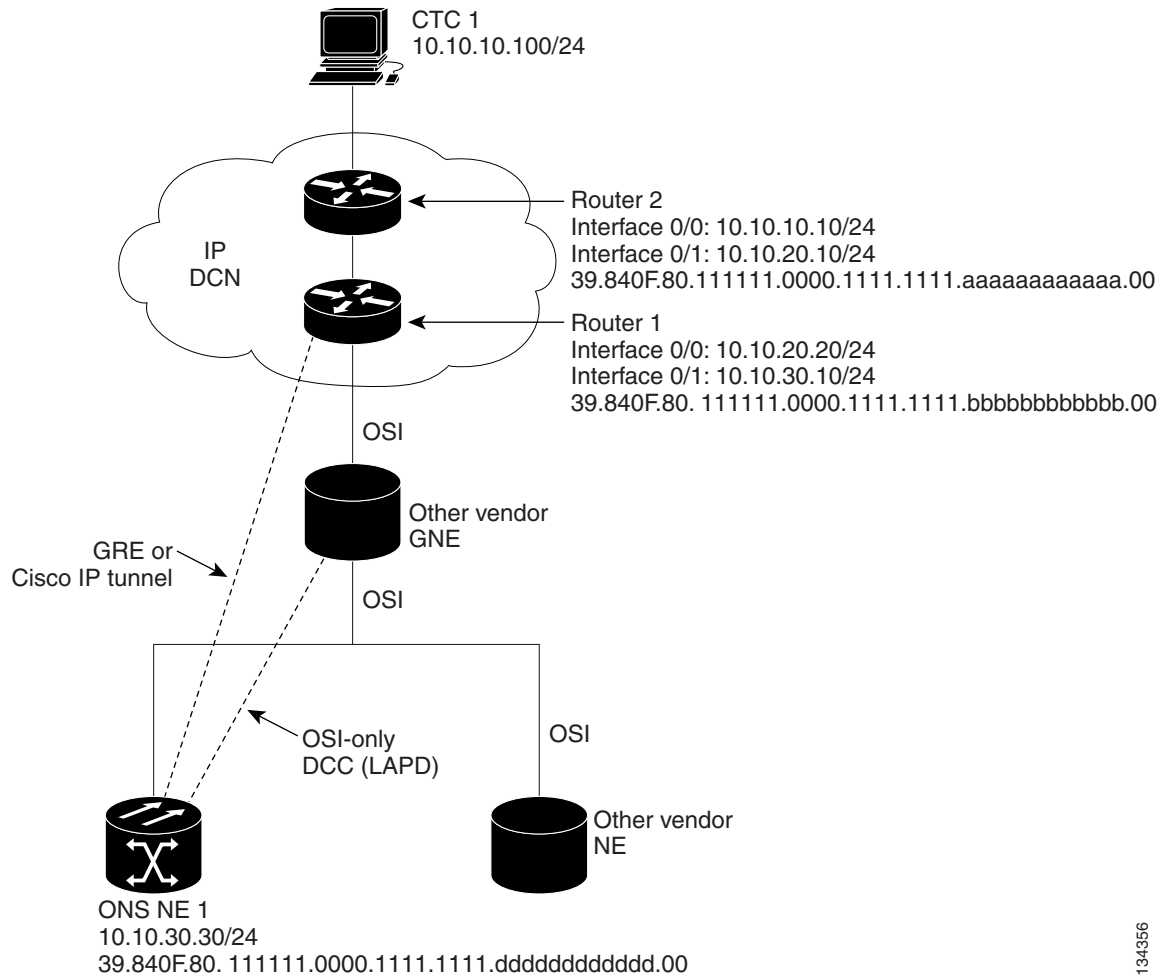 CTC 1
10.10.10.100/24
Router 2
Interface 0/0: 10.10.10.10/24
Interface 0/1: 10.10.20.10/24
39.840F.80.111111.0000.1111.1111.aaaaaaaaaaaa.00
IP
DCN
Router 1
Interface 0/0: 10.10.20.20/24
Interface 0/1: 10.10.30.10/24
39.840F.80. 111111.0000.1111.1111.bbbbbbbbbbbb.00
OSI
Other vendor
GNE
GRE or
Cisco IP tunnel
OSI
OSI-only
DCC (LAPD)
OSI
Other vendor
NE
ONS NE 1
10.10.30.30/24
39.840F.80. 111111.0000.1111.1111.dddddddddddd.00
134356